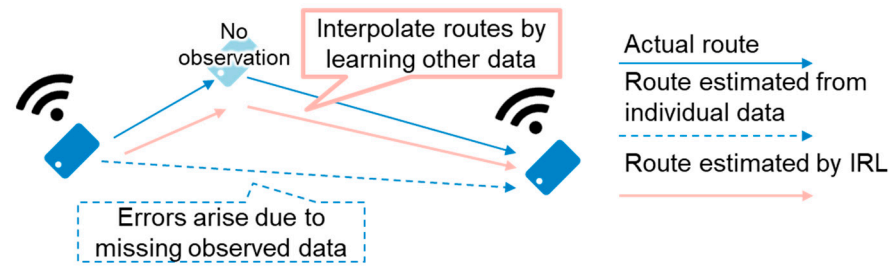 No
observation
Interpolate routes by
learning other data
Errors arise due to
missing observed data
Actual route
Route estimated from
individual data
Route estimated by IRL